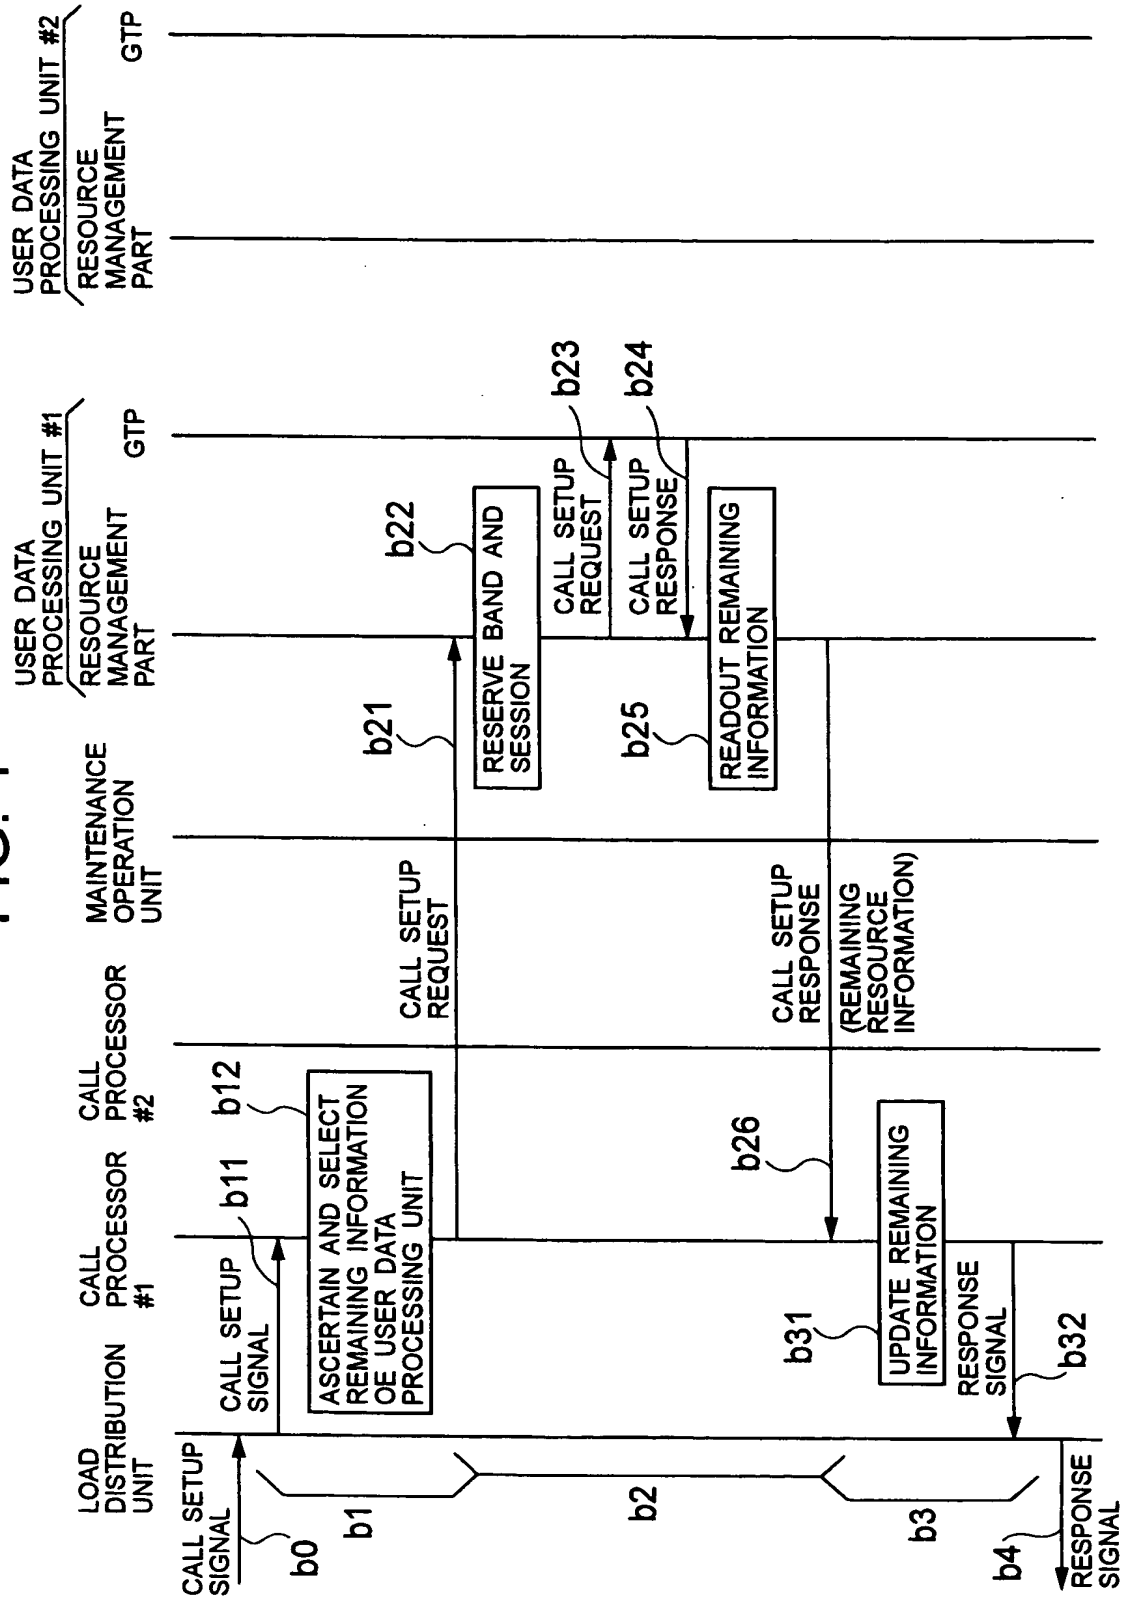 LOAD
DISTRIBUTION
UNIT
CALL
PROCESSOR
#1
CALL
PROCESSOR
#2
MAINTENANCE
OPERATION
UNIT
USER DATA
PROCESSING UNIT #1
RESOURCE
MANAGEMENT
PART
GTP
USER DATA
PROCESSING UNIT #2
RESOURCE
MANAGEMENT
PART
GTP
CALL SETUP
SIGNAL
b0
CALL SETUP
SIGNAL
b11
b1
b12
ASCERTAIN AND SELECT
REMAINING INFORMATION
OE USER DATA
PROCESSING UNIT
CALL SETUP
REQUEST
b21
b22
RESERVE BAND AND
SESSION
b2
CALL SETUP
REQUEST
b23
CALL SETUP
RESPONSE
b24
b25
READOUT REMAINING
INFORMATION
b26
CALL SETUP
RESPONSE
(REMAINING
RESOURCE
INFORMATION)
b3
b31
UPDATE REMAINING
INFORMATION
RESPONSE
SIGNAL
b32
b4
RESPONSE
SIGNAL